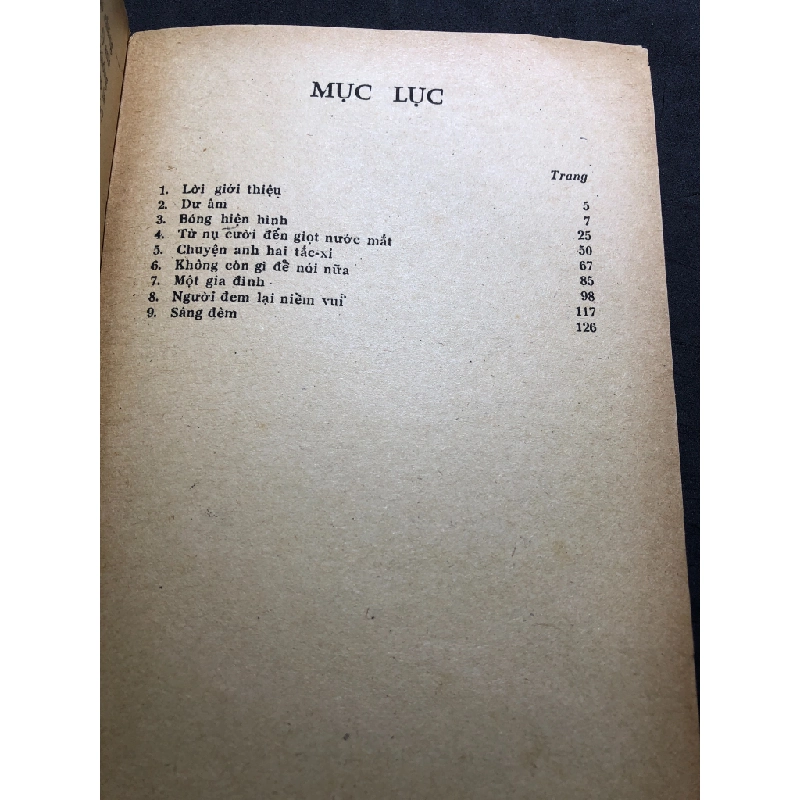 MỤC LỤC
Trang
1. Lời giới thiệu 5
2. Dư âm 7
3. Bóng hiện hình 25
4. Từ nụ cười đến giọt nước mắt 50
5. Chuyện anh hai tắc-xi 67
6. Không còn gì để nói nữa 85
7. Một gia đình 98
8. Người đem lại niềm vui 117
9. Sáng đêm 126